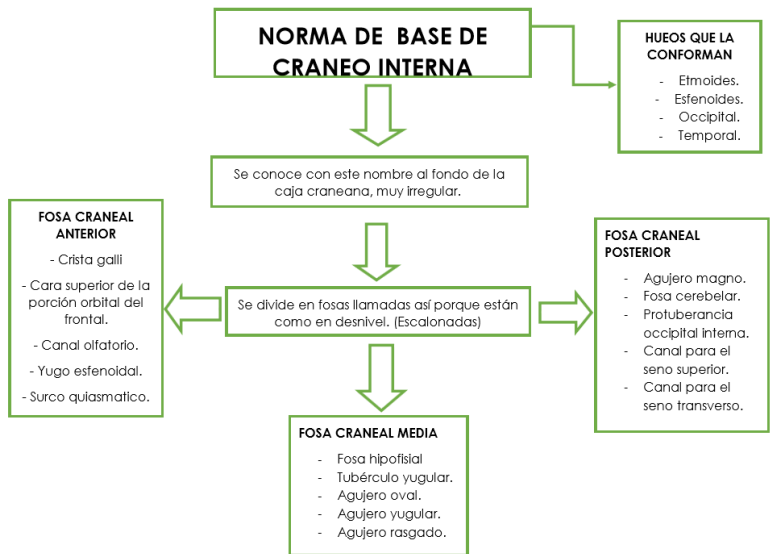 NORMA DE BASE DE
CRANEO INTERNA
HUEOS QUE LA
CONFORMAN
- Etmoides.
- Esfenoides.
- Occipital.
- Temporal.
Se conoce con este nombre al fondo de la
caja craneana, muy irregular.
FOSA CRANEAL
ANTERIOR
- Crista galli
- Cara superior de la
porción orbital del
frontal.
- Canal olfatorio.
- Yugo esfenoidal.
- Surco quiasmatico.
Se divide en fosas llamadas así porque están
como en desnivel. (Escalonadas)
FOSA CRANEAL
POSTERIOR
- Agujero magno.
- Fosa cerebelar.
- Protuberancia
occipital interna.
- Canal para el
seno superior.
- Canal para el
seno transverso.
FOSA CRANEAL MEDIA
- Fosa hipofisial
- Tubérculo yugular.
- Agujero oval.
- Agujero yugular.
- Agujero rasgado.